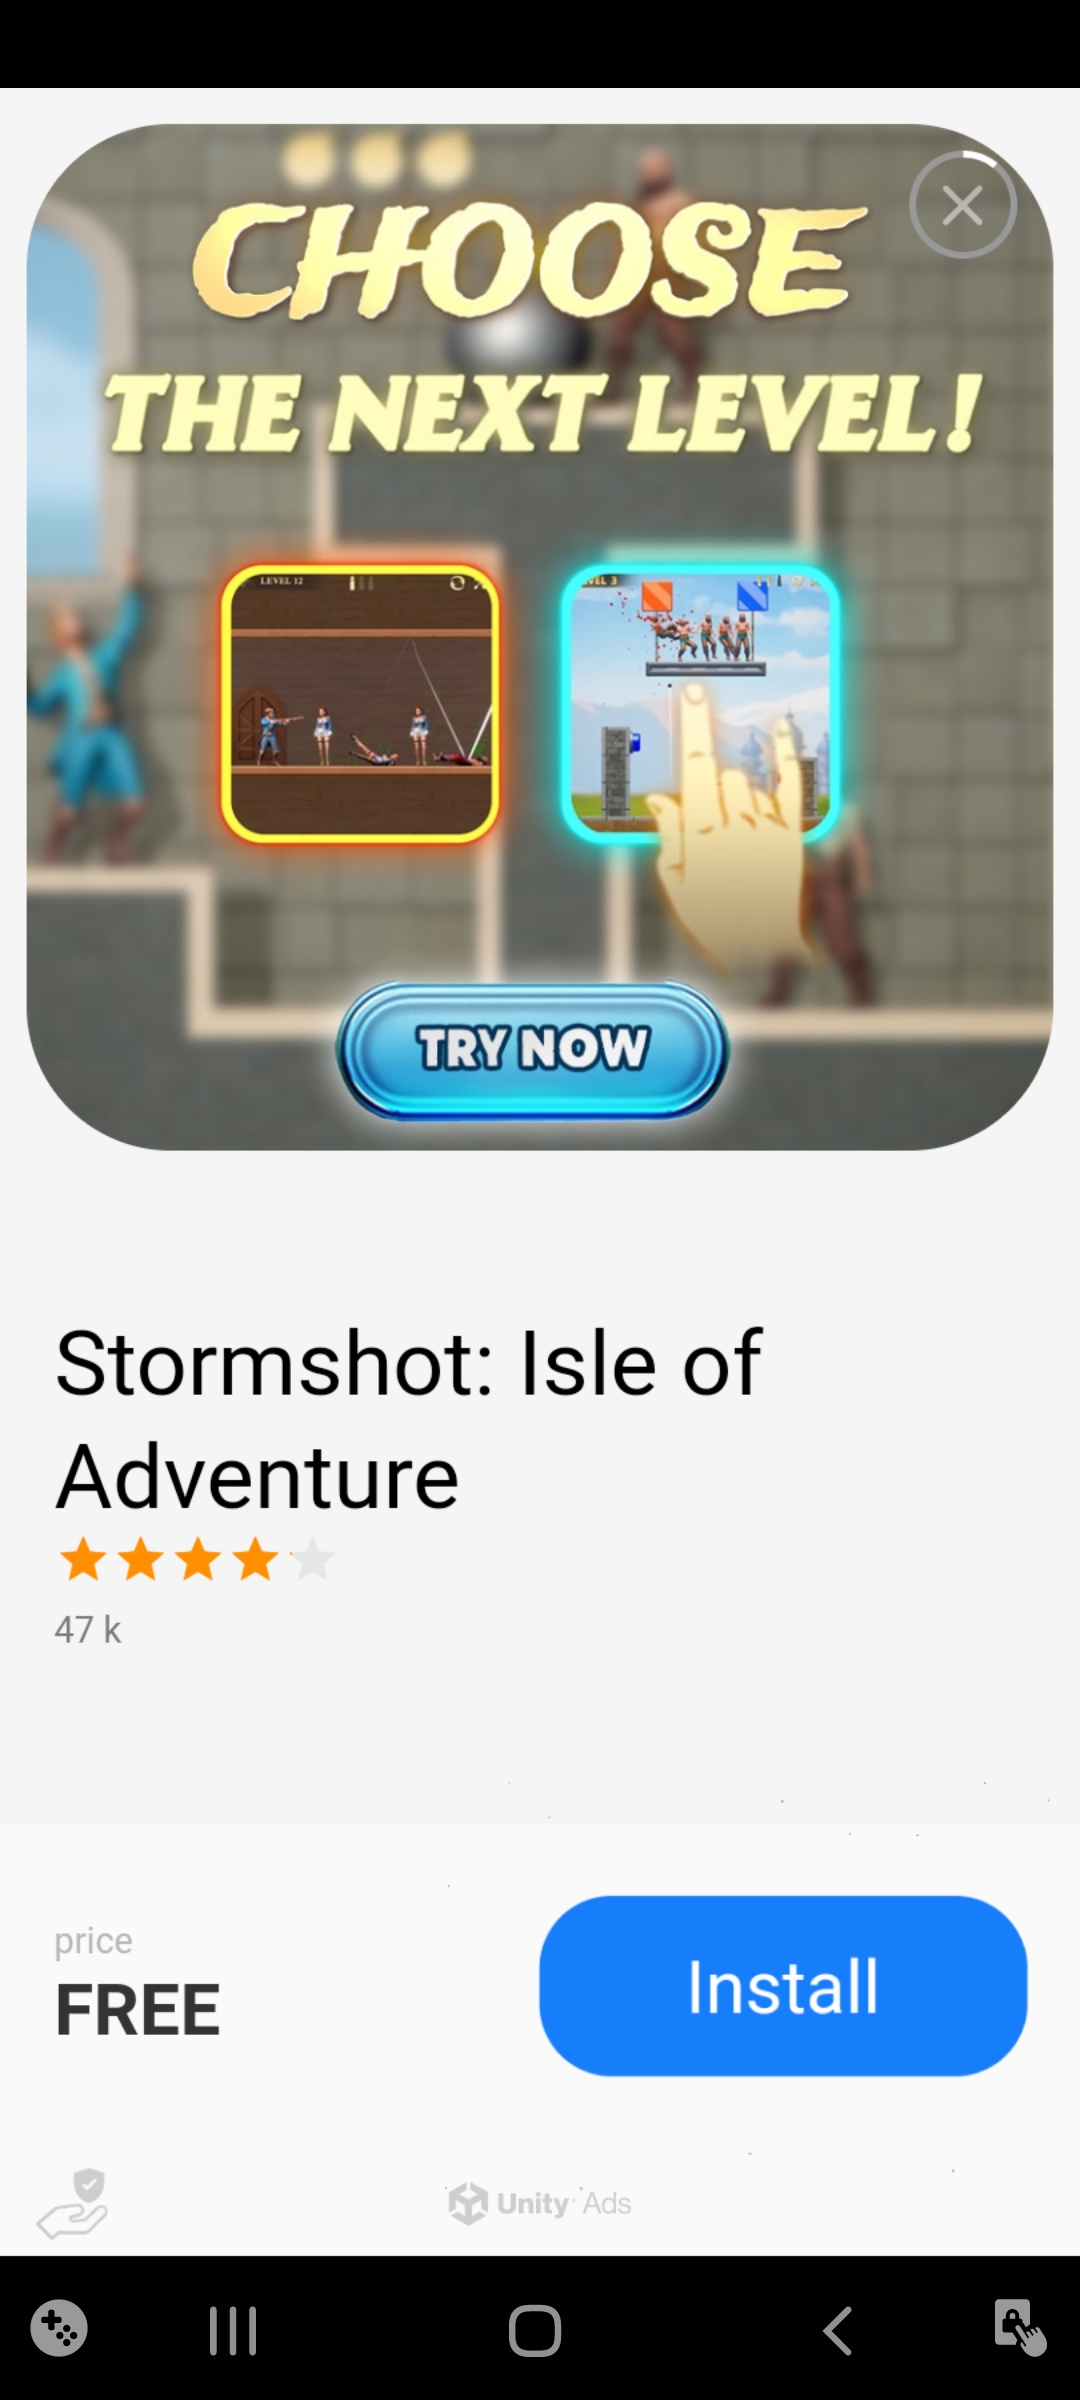 CHOOSE
THE NEXT LEVEL!
LEVEL 12
VEL 3
TRY NOW
Stormshot: Isle of
Adventure
47 k
price
FREE
Install
Unity Ads